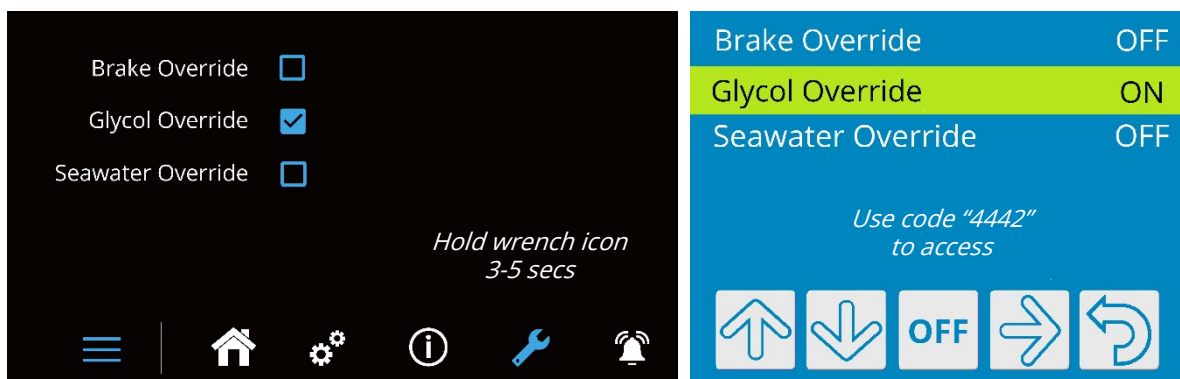 Brake Override
Glycol Override
Seawater Override
Hold wrench icon
3-5 secs
Brake Override OFF
Glycol Override ON
Seawater Override OFF
Use code “4442”
to access
OFF